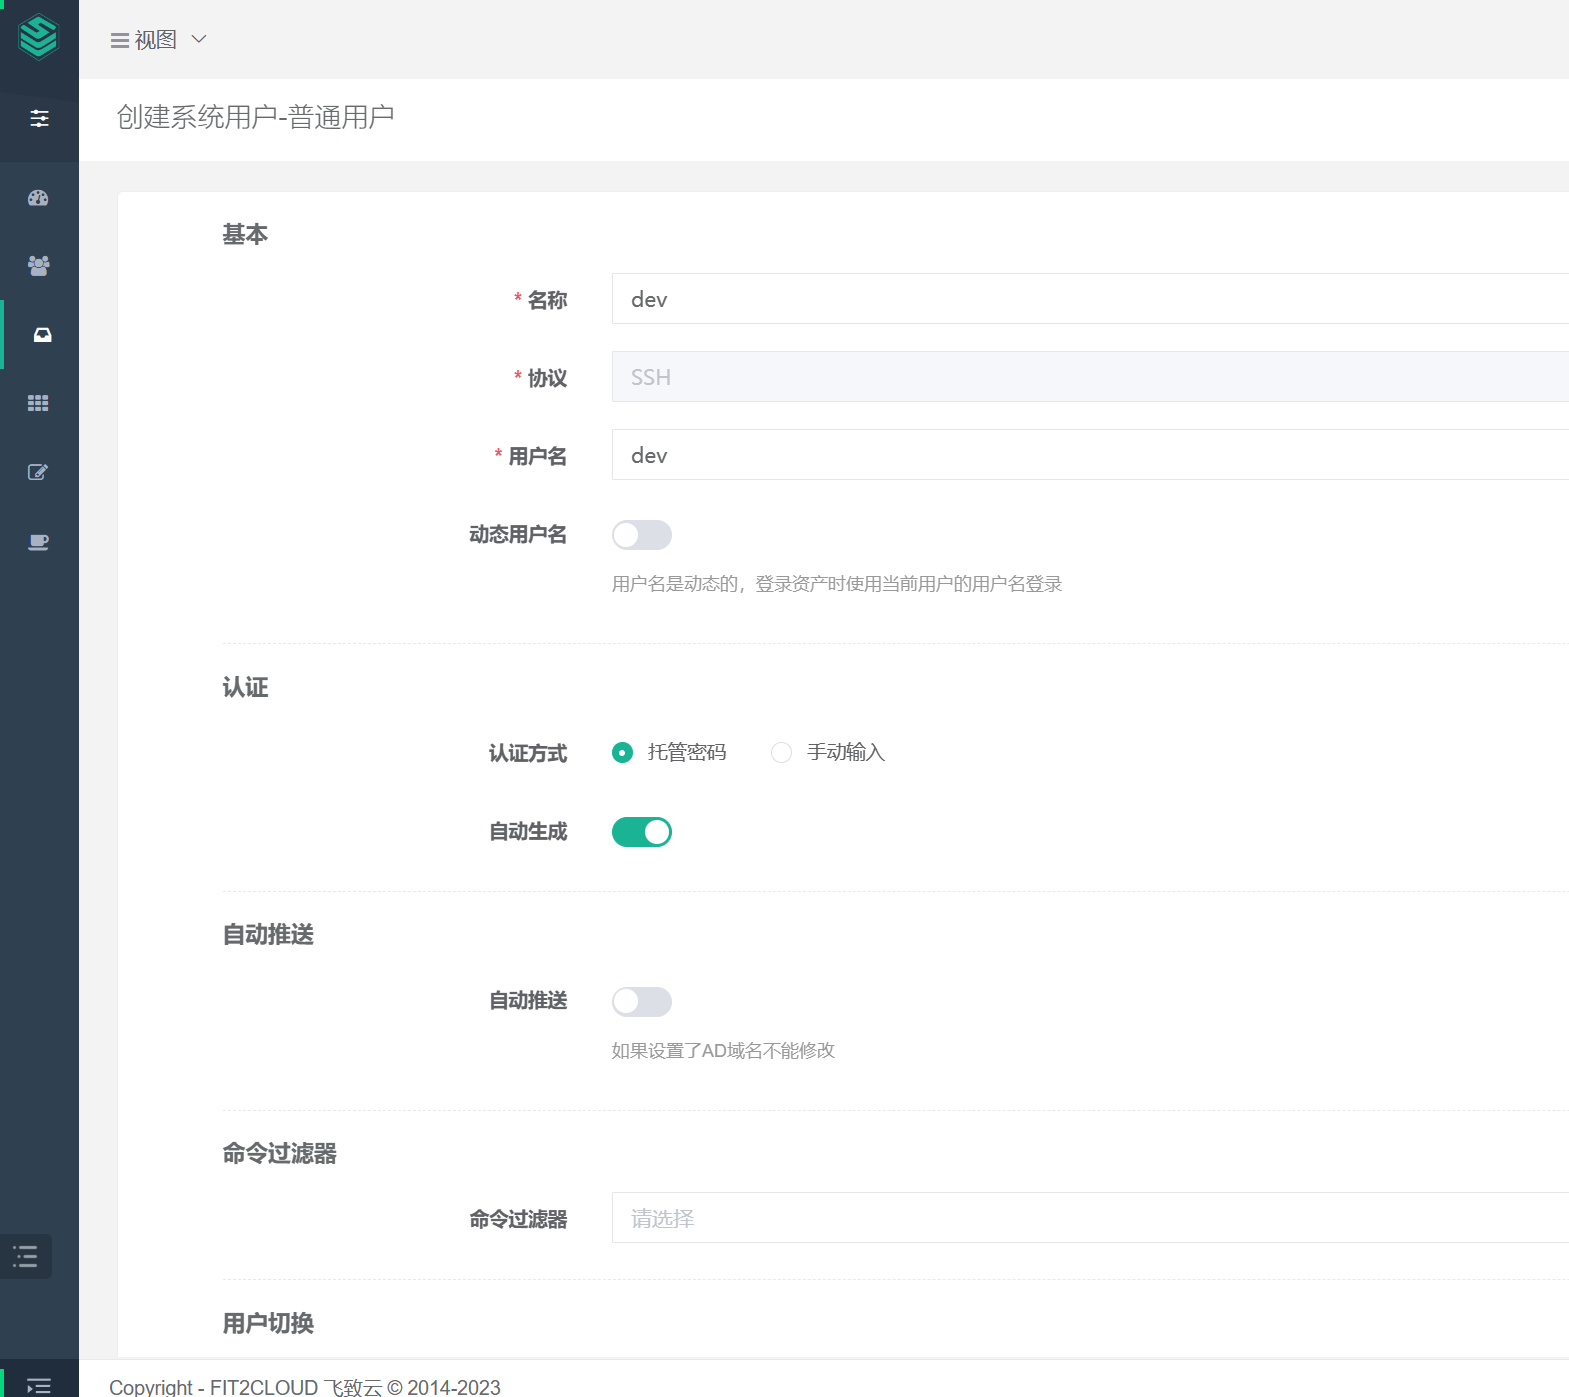 视图
创建系统用户-普通用户
基本
* 名称 dev
* 协议 SSH
* 用户名 dev
动态用户名
用户名是动态的，登录资产时使用当前用户的用户名登录
认证
认证方式 托管密码 手动输入
自动生成
自动推送
自动推送
如果设置了AD域名不能修改
命令过滤器
命令过滤器 请选择
用户切换
Copyright - FIT2CLOUD 飞致云 © 2014-2023